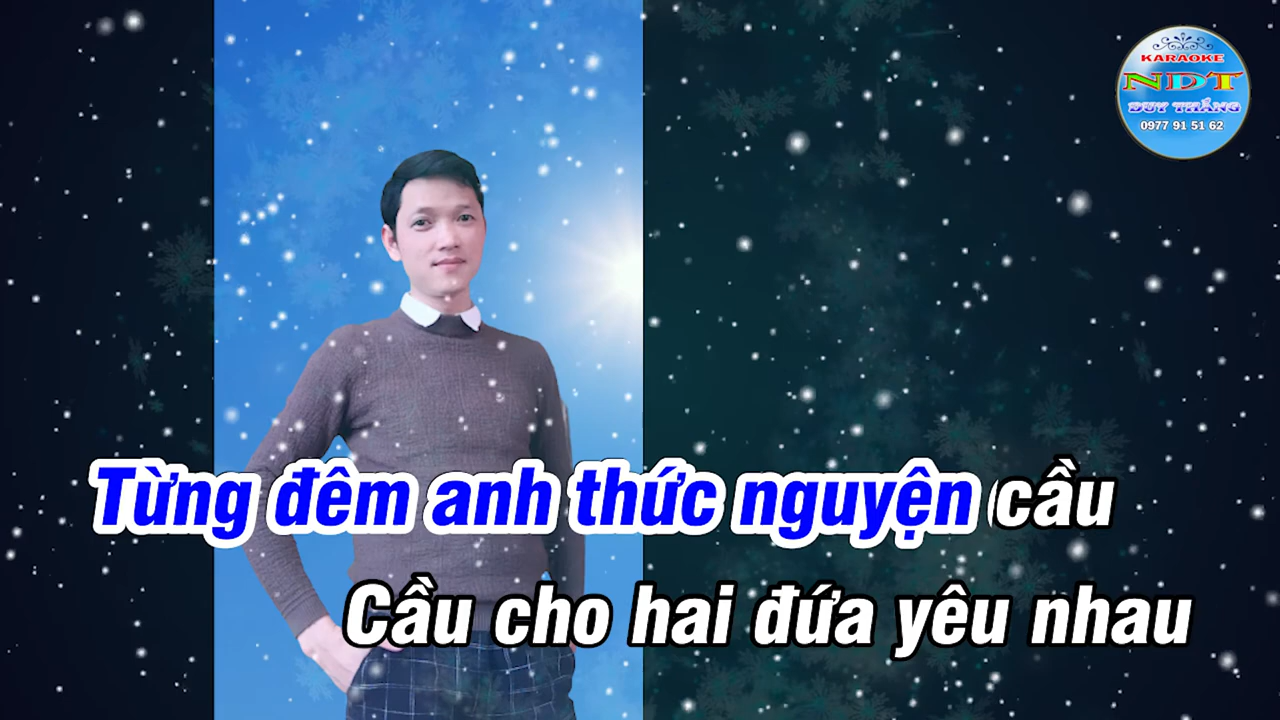 KARAOKE
NDT
DUY THẮNG
0977 91 51 62
Từng đêm anh thức nguyện cầu
Cầu cho hai đứa yêu nhau